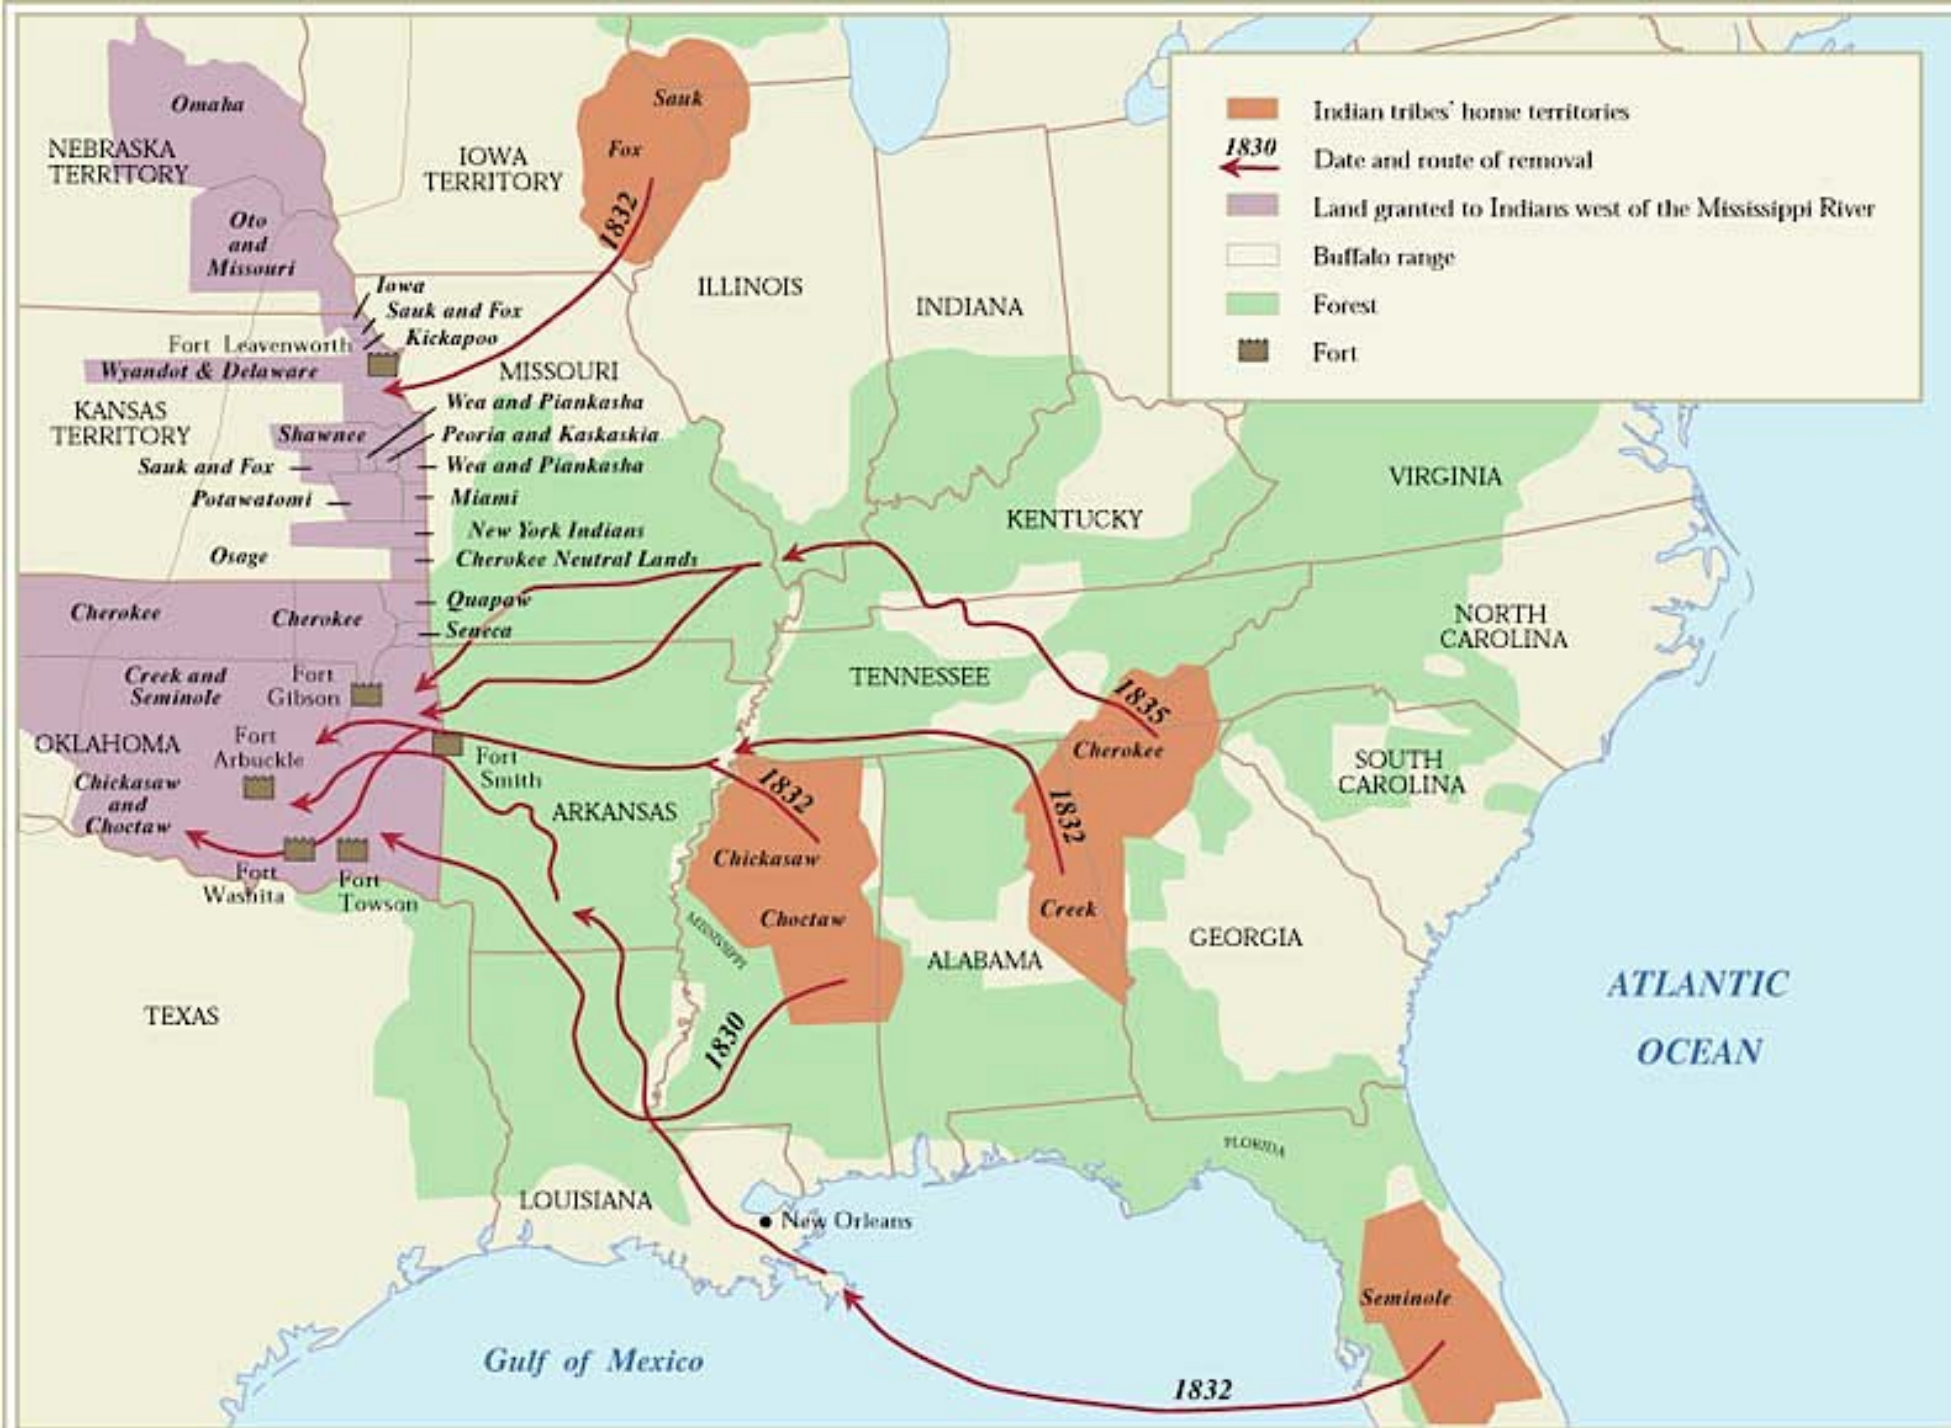 Indian tribes' home territories
1830
Date and route of removal
Land granted to Indians west of the Mississippi River
Buffalo range
Forest
Fort
Omaha
NEBRASKA
TERRITORY
Oto
and
Missouri
IOWA
TERRITORY
Sauk
Fox
1832
Iowa
Sauk and Fox
Kickapoo
Fort Leavenworth
Wyandot & Delaware
KANSAS
TERRITORY
Shawnee
Sauk and Fox
Potawatomi
Osage
MISSOURI
Wea and Piankasha
Peoria and Kaskaskia
Wea and Piankasha
Miami
New York Indians
Cherokee Neutral Lands
Quapaw
Seneca
ILLINOIS
INDIANA
KENTUCKY
VIRGINIA
NORTH
CAROLINA
TENNESSEE
SOUTH
CAROLINA
Cherokee
Cherokee
Creek and
Seminole
Fort
Gibson
OKLAHOMA
Fort
Arbuckle
Chickasaw
and
Choctaw
Fort
Smith
ARKANSAS
Fort
Washita
Fort
Towson
1835
Cherokee
1832
Creek
1832
Chickasaw
Choctaw
MISSISSIPPI
1830
ALABAMA
GEORGIA
TEXAS
LOUISIANA
New Orleans
FLORIDA
Seminole
1832
ATLANTIC
OCEAN
Gulf of Mexico